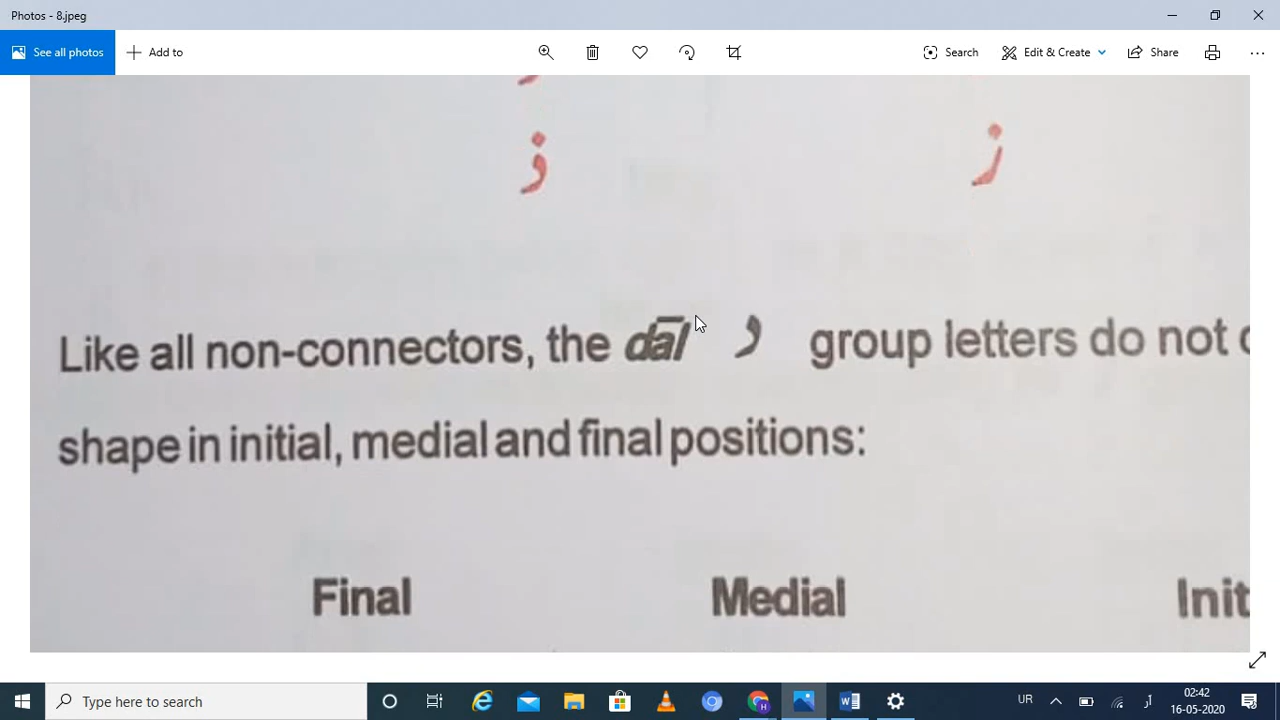 Photos - 8.jpeg
See all photos
Add to
Search
Edit & Create
Share
ذ ز
Like all non-connectors, the dāl د group letters do not
shape in initial, medial and final positions:
Final Medial Init
Type here to search
UR
02:42
16-05-2020